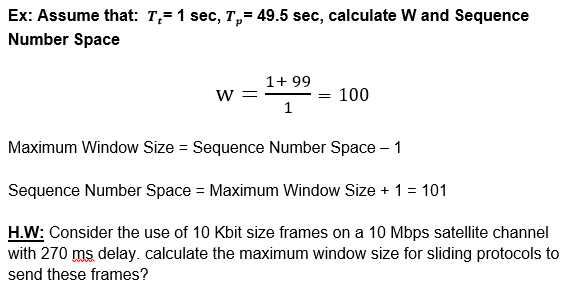 Ex: Assume that: Tₜ= 1 sec, Tₚ= 49.5 sec, calculate W and Sequence
Number Space
W = (1+ 99)/1 = 100
Maximum Window Size = Sequence Number Space – 1
Sequence Number Space = Maximum Window Size + 1 = 101
H.W: Consider the use of 10 Kbit size frames on a 10 Mbps satellite channel
with 270 ms delay. calculate the maximum window size for sliding protocols to
send these frames?